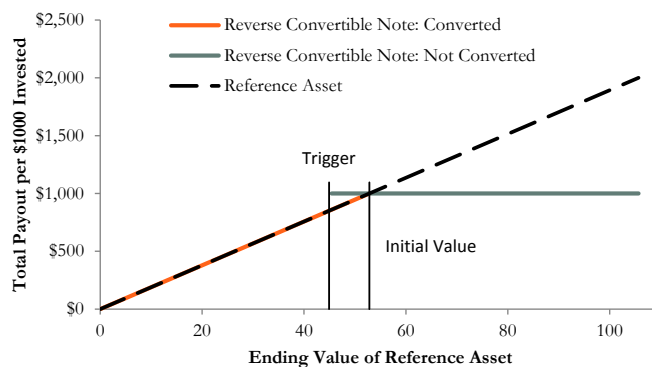 Total Payout per $1000 Invested
$2,500
$2,000
$1,500
$1,000
$500
$0
Reverse Convertible Note: Converted
Reverse Convertible Note: Not Converted
Reference Asset
Trigger
Initial Value
0 20 40 60 80 100
Ending Value of Reference Asset